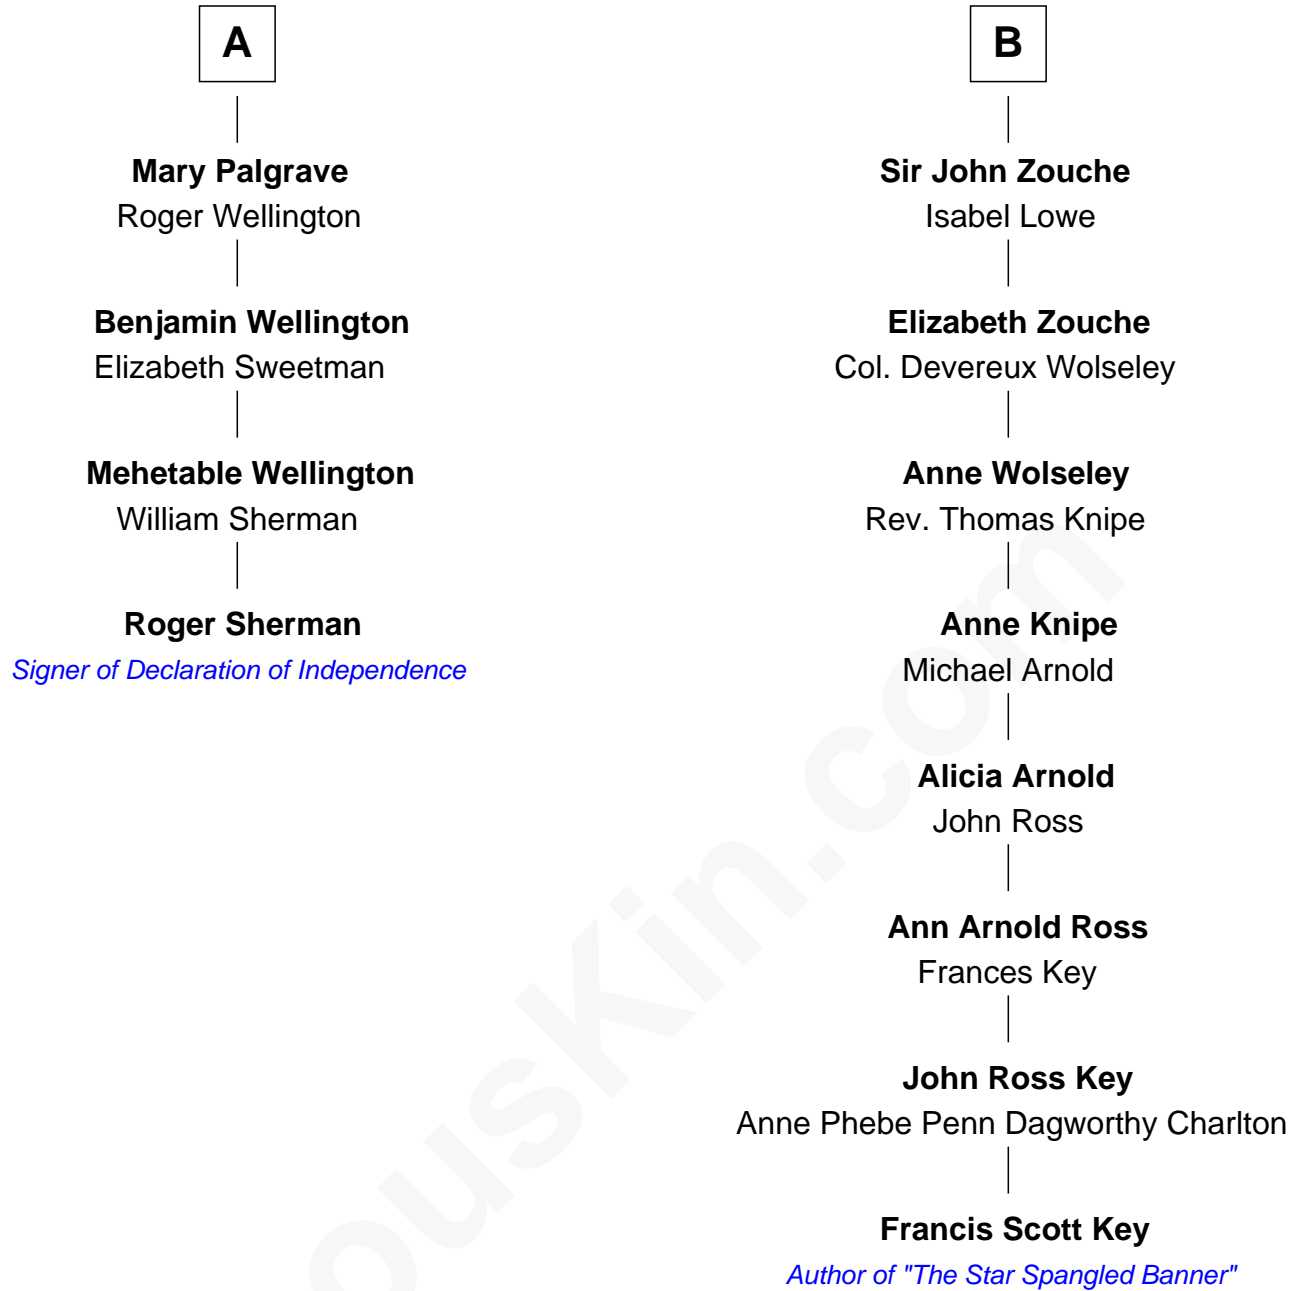 A
Mary Palgrave
Roger Wellington
Benjamin Wellington
Elizabeth Sweetman
Mehetable Wellington
William Sherman
Roger Sherman
Signer of Declaration of Independence
B
Sir John Zouche
Isabel Lowe
Elizabeth Zouche
Col. Devereux Wolseley
Anne Wolseley
Rev. Thomas Knipe
Anne Knipe
Michael Arnold
Alicia Arnold
John Ross
Ann Arnold Ross
Frances Key
John Ross Key
Anne Phebe Penn Dagworthy Charlton
Francis Scott Key
Author of "The Star Spangled Banner"
ousKin.com